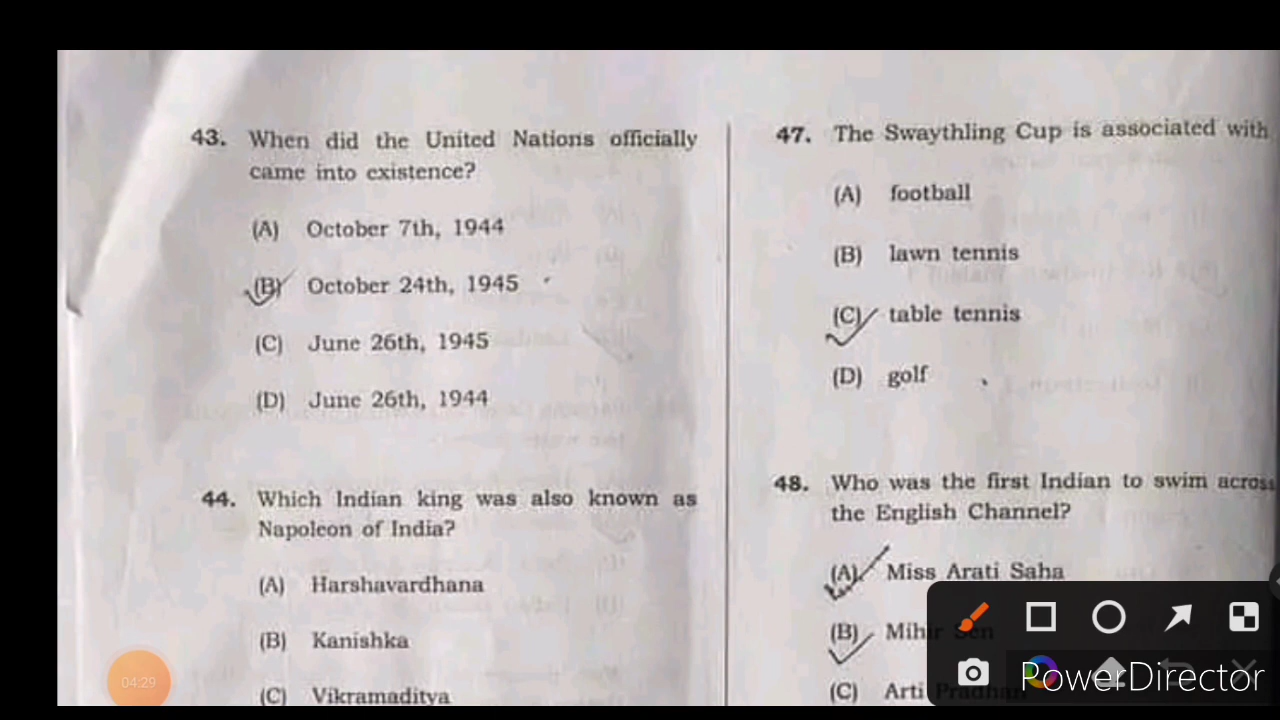 43. When did the United Nations officially
came into existence?
(A) October 7th, 1944
(B) October 24th, 1945
(C) June 26th, 1945
(D) June 26th, 1944
44. Which Indian king was also known as
Napoleon of India?
(A) Harshavardhana
(B) Kanishka
(C) Vikramaditya
47. The Swaythling Cup is associated with
(A) football
(B) lawn tennis
(C) table tennis
(D) golf
48. Who was the first Indian to swim across
the English Channel?
(A) Miss Arati Saha
(B) Mihir Sen
(C) Arti Pradhan
04:29
PowerDirector